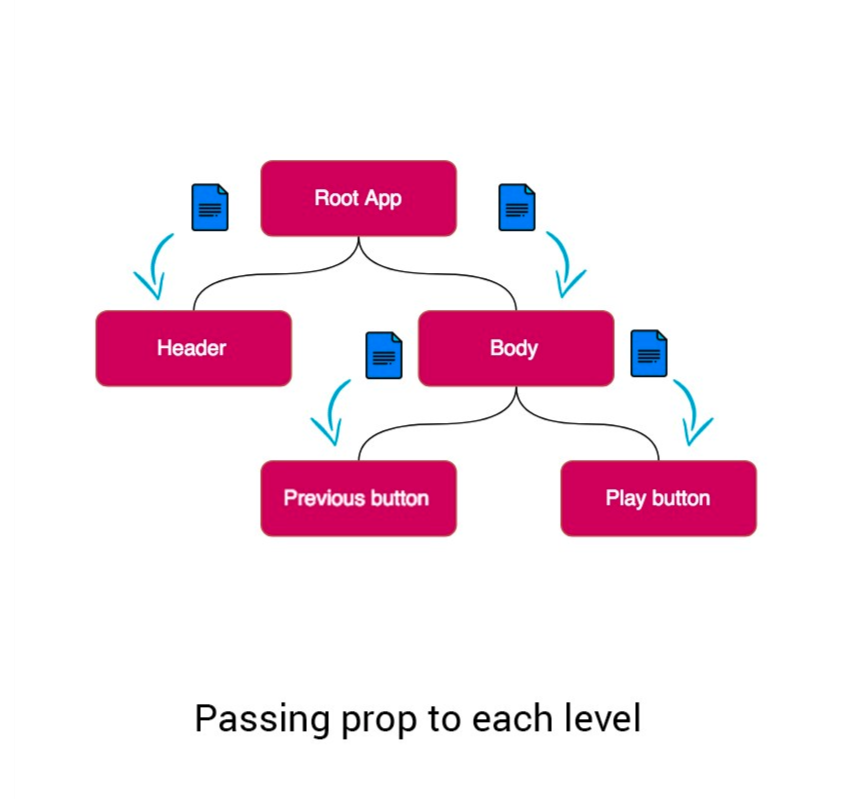 Root App
Header
Body
Previous button
Play button
Passing prop to each level